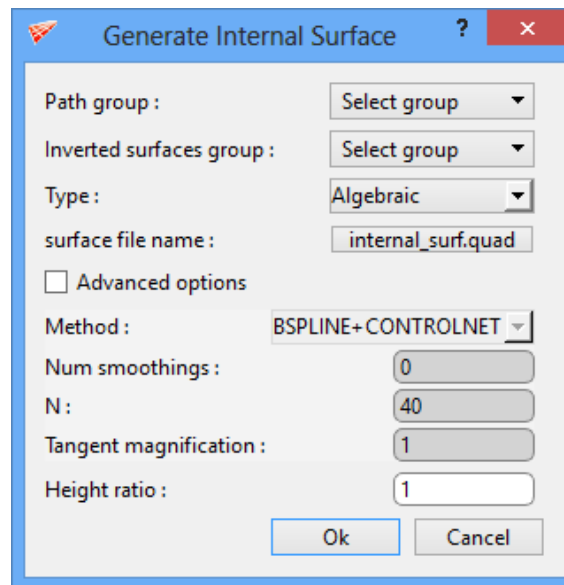 Generate Internal Surface ?
Path group : Select group
Inverted surfaces group : Select group
Type : Algebraic
surface file name : internal_surf.quad
Advanced options
Method : BSPLINE+CONTROLNET
Num smoothings : 0
N : 40
Tangent magnification : 1
Height ratio : 1
Ok Cancel